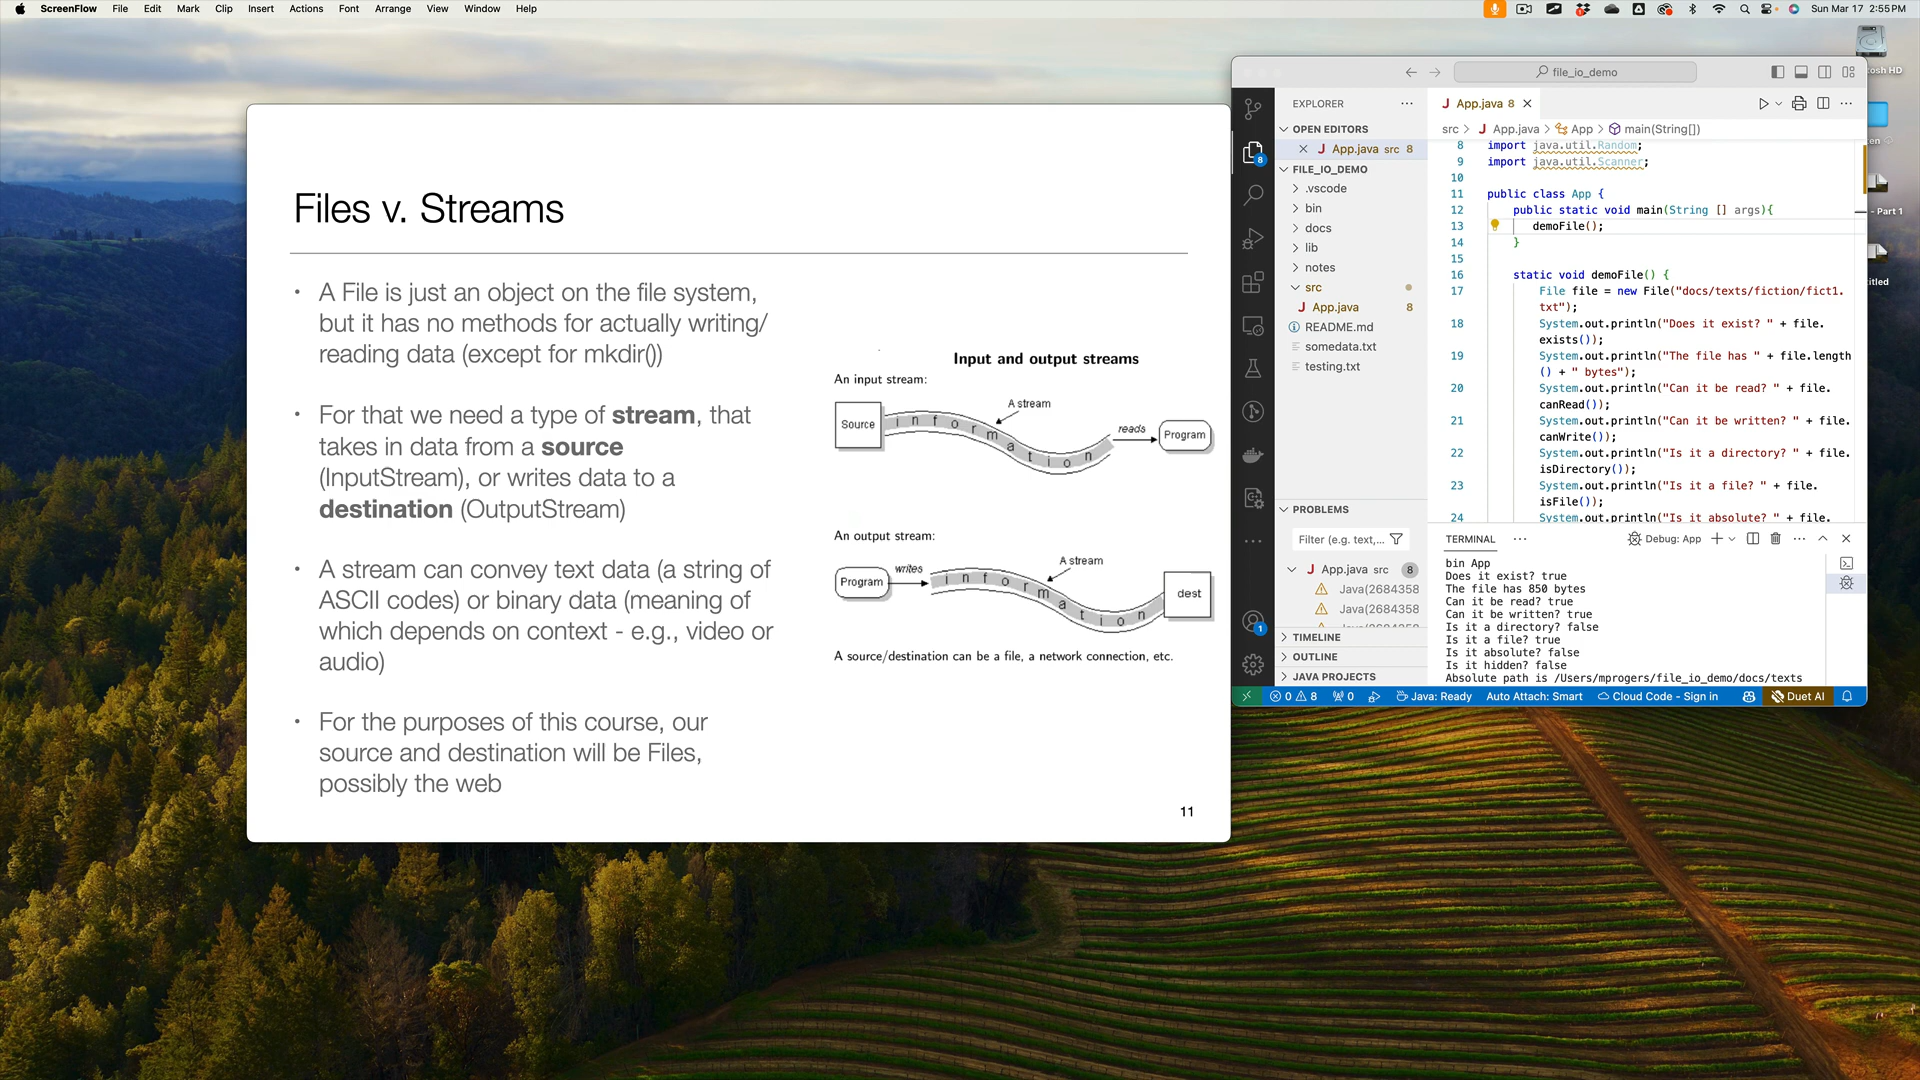 ScreenFlow File Edit Mark Clip Insert Actions Font Arrange View Window Help
Sun Mar 17 2:55 PM
Files v. Streams
• A File is just an object on the file system,
but it has no methods for actually writing/
reading data (except for mkdir())
• For that we need a type of stream, that
takes in data from a source
(InputStream), or writes data to a
destination (OutputStream)
• A stream can convey text data (a string of
ASCII codes) or binary data (meaning of
which depends on context - e.g., video or
audio)
• For the purposes of this course, our
source and destination will be Files,
possibly the web
Input and output streams
An input stream:
A stream
Source
information
reads
Program
An output stream:
A stream
writes
Program
information
dest
A source/destination can be a file, a network connection, etc.
11
file_io_demo
EXPLORER
OPEN EDITORS
App.java src 8
FILE_IO_DEMO
.vscode
bin
docs
lib
notes
src
App.java 8
README.md
somedata.txt
testing.txt
PROBLEMS
Filter (e.g. text,...
App.java src 8
Java(2684358
Java(2684358
Java(2684358
TIMELINE
OUTLINE
JAVA PROJECTS
8
1
App.java 8
src > App.java > App > main(String[])
8 import java.util.Random;
9 import java.util.Scanner;
10
11 public class App {
12 public static void main(String [] args){
13 demoFile();
14 }
15
16 static void demoFile() {
17 File file = new File("docs/texts/fiction/fict1.
txt");
18 System.out.println("Does it exist? " + file.
exists());
19 System.out.println("The file has " + file.length
() + " bytes");
20 System.out.println("Can it be read? " + file.
canRead());
21 System.out.println("Can it be written? " + file.
canWrite());
22 System.out.println("Is it a directory? " + file.
isDirectory());
23 System.out.println("Is it a file? " + file.
isFile());
24 System.out.println("Is it absolute? " + file.
TERMINAL
Debug: App
bin App
Does it exist? true
The file has 850 bytes
Can it be read? true
Can it be written? true
Is it a directory? false
Is it a file? true
Is it absolute? false
Is it hidden? false
Absolute path is /Users/mprogers/file_io_demo/docs/texts
0 8 0 Java: Ready Auto Attach: Smart Cloud Code - Sign in Duet AI
osh HD
- Part 1
itled